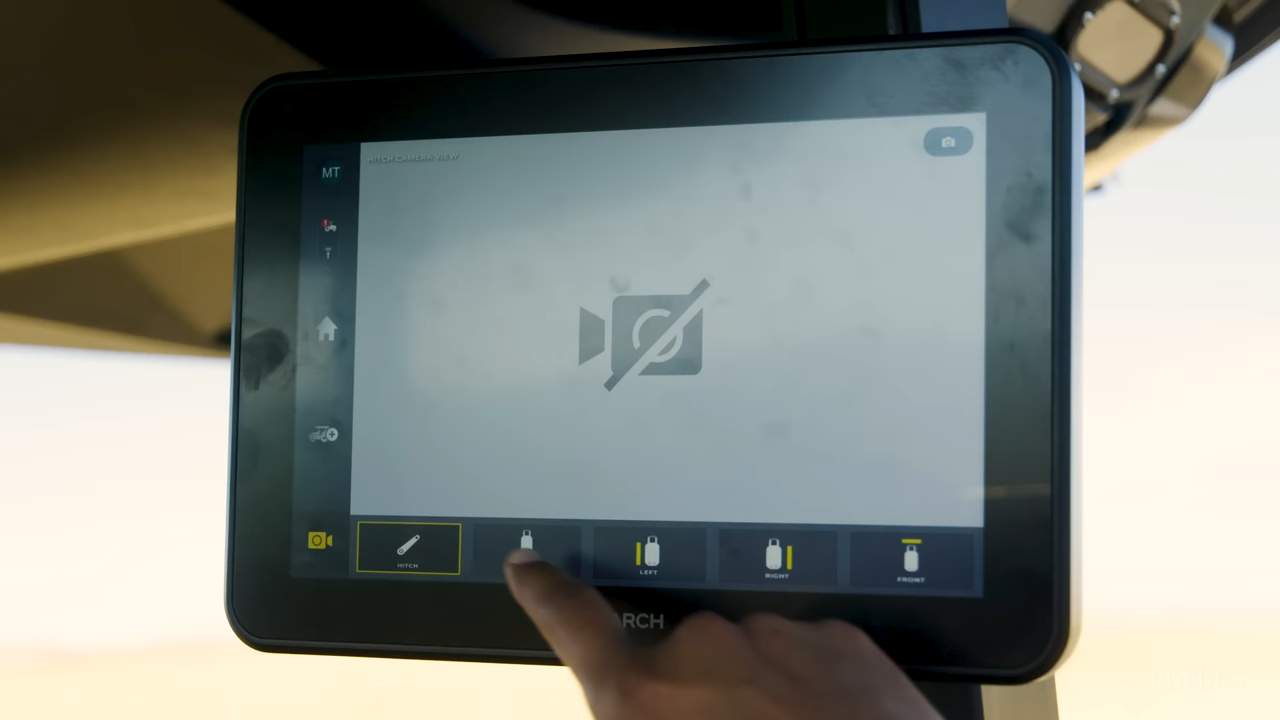 HITCH CAMERA VIEW
MT
HITCH
LEFT
RIGHT
FRONT
ARCH